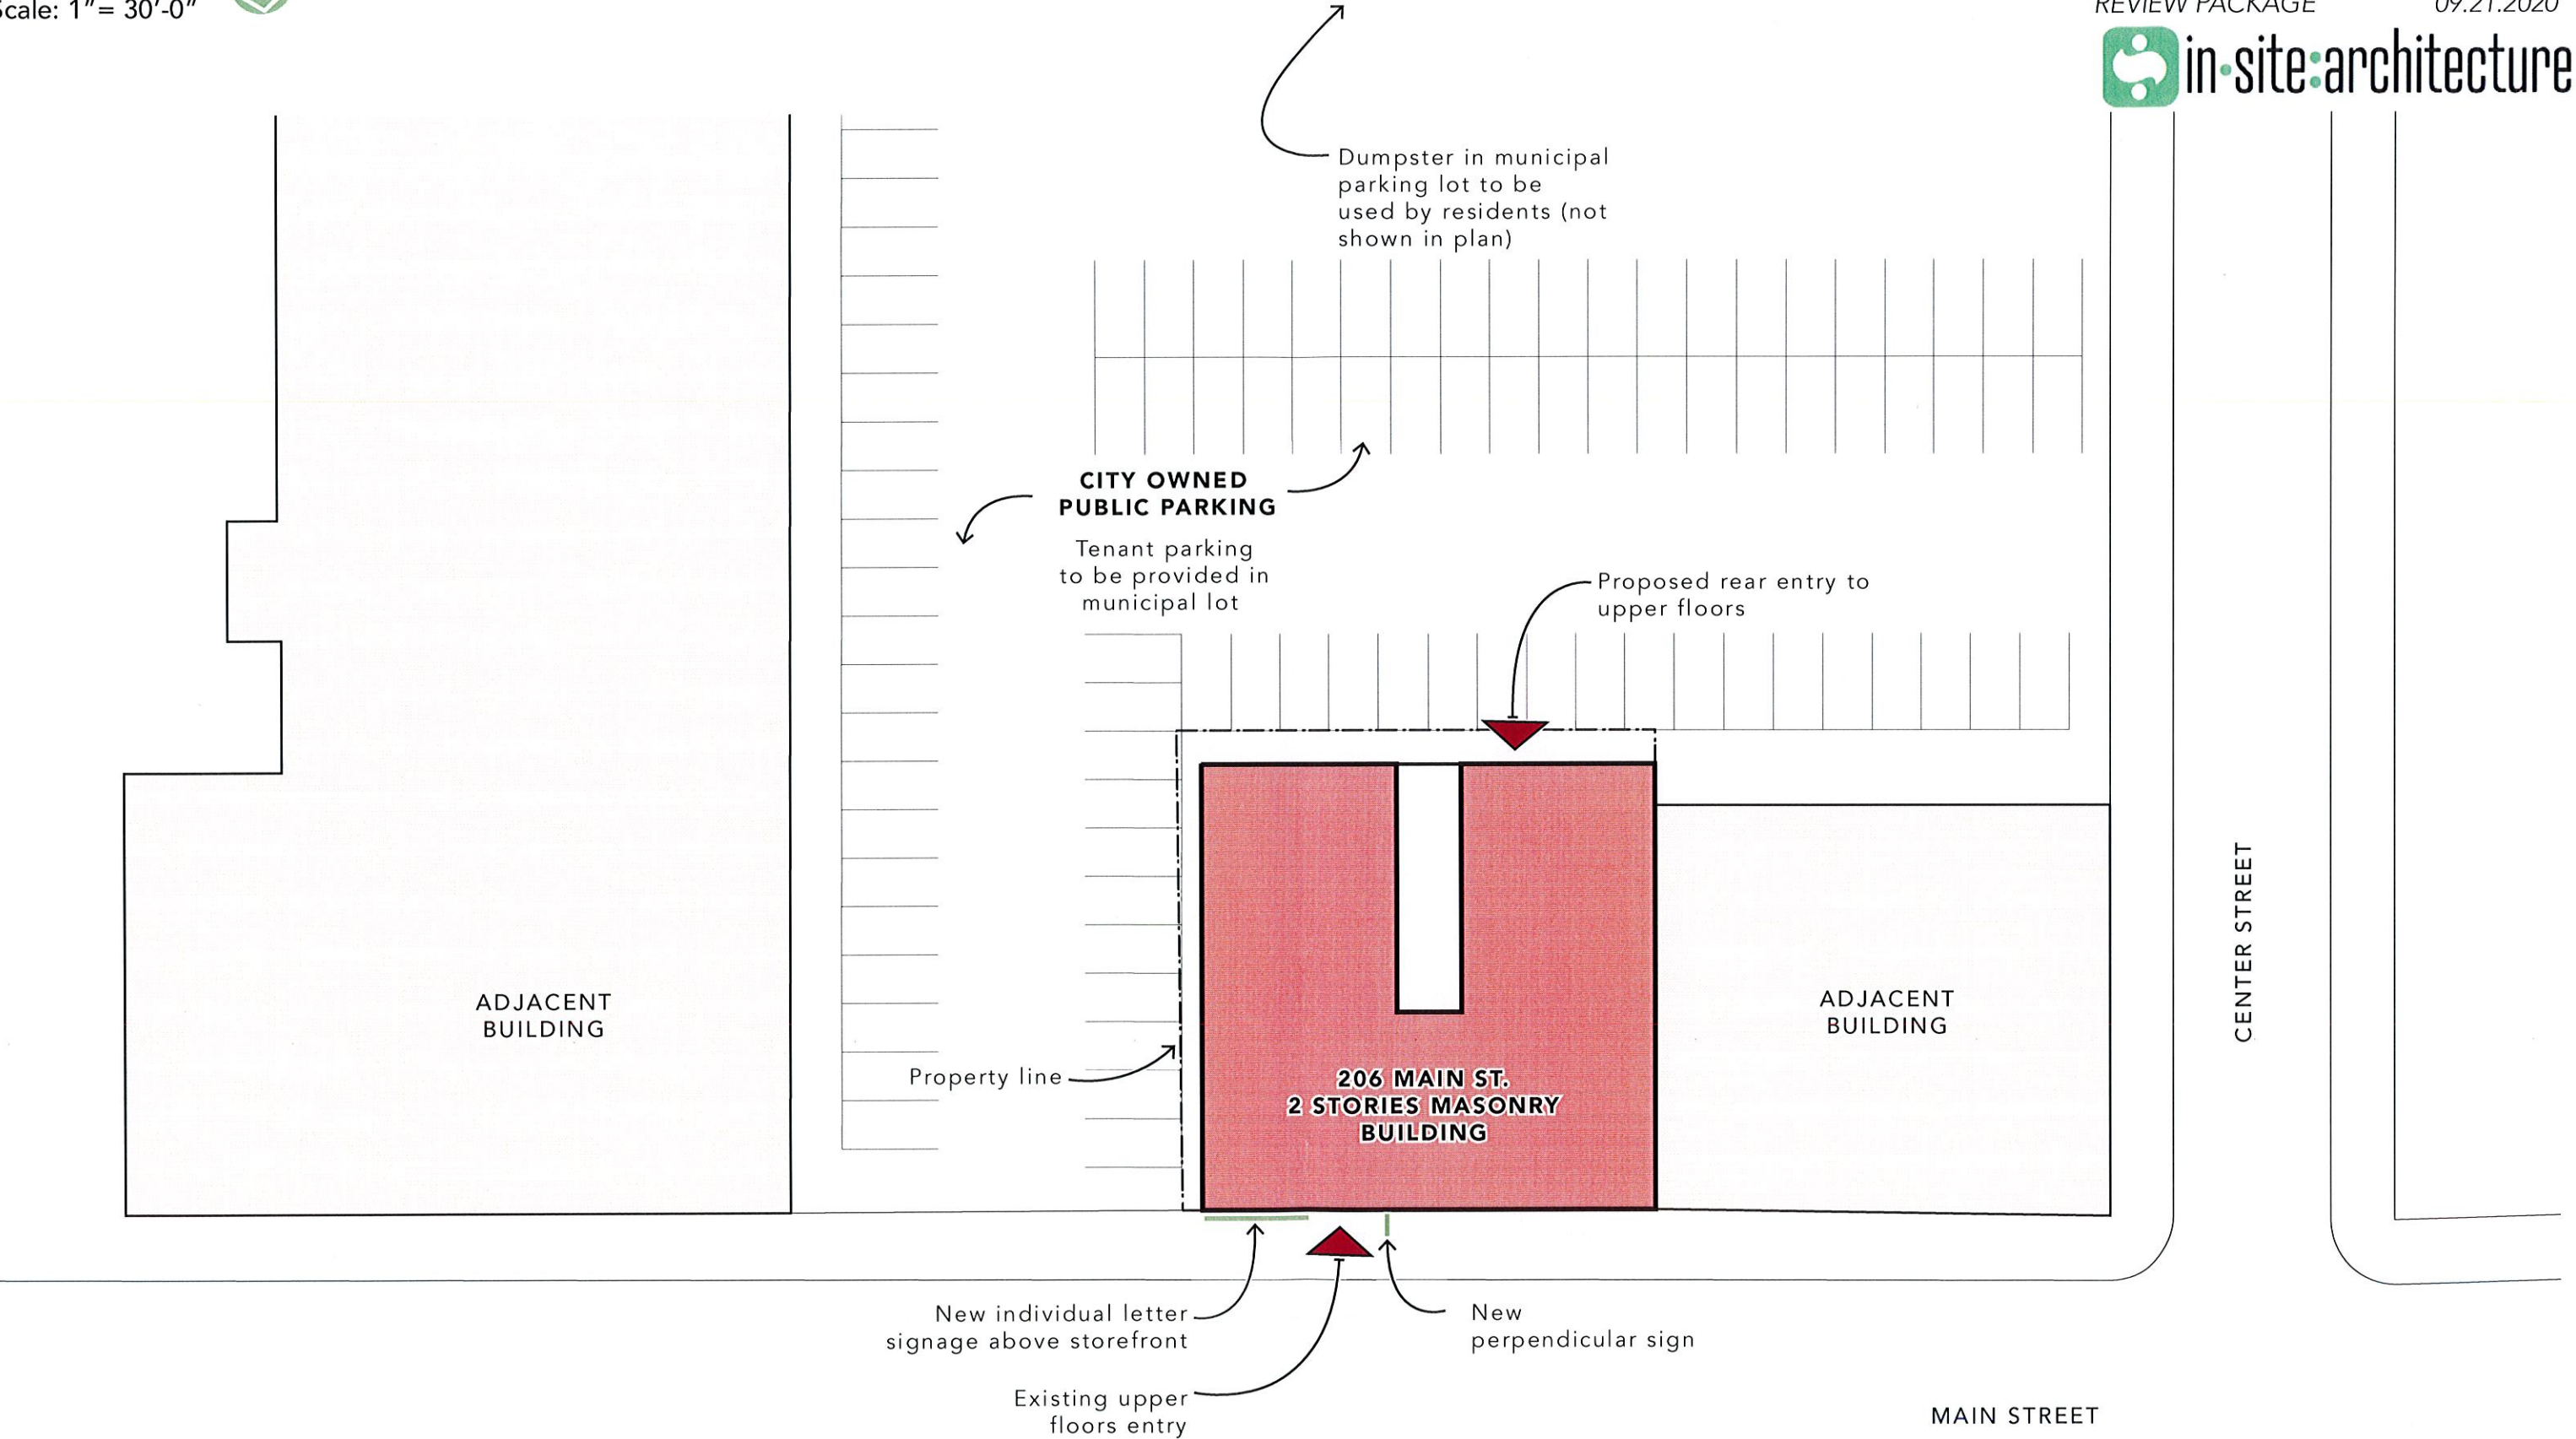 Scale: 1"= 30'-0"
REVIEW PACKAGE
09.21.2020
in·site:architecture
Dumpster in municipal
parking lot to be
used by residents (not
shown in plan)
CITY OWNED
PUBLIC PARKING
Tenant parking
to be provided in
municipal lot
Proposed rear entry to
upper floors
ADJACENT
BUILDING
ADJACENT
BUILDING
CENTER STREET
Property line
206 MAIN ST.
2 STORIES MASONRY
BUILDING
New individual letter
signage above storefront
New
perpendicular sign
Existing upper
floors entry
MAIN STREET